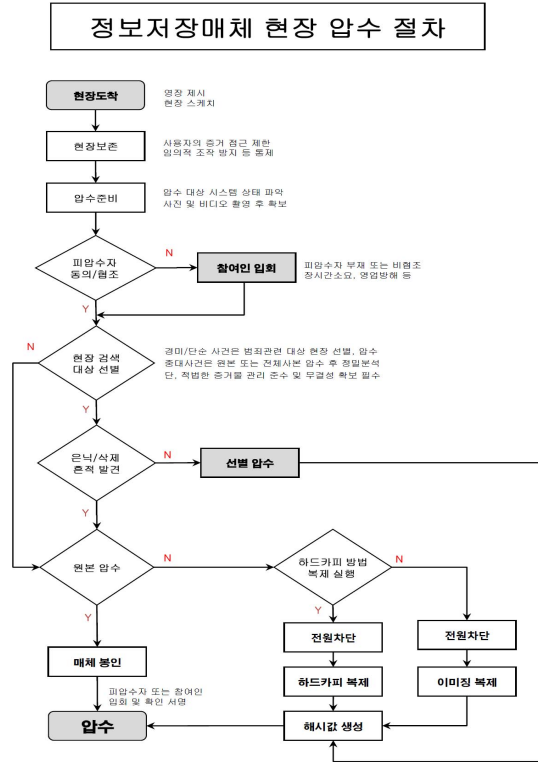 정보저장매체 현장 압수 절차
현장도착
영장 제시
현장 스케치
현장보존
사용자의 증거 접근 제한
임의적 조작 방지 등 통제
압수준비
압수 대상 시스템 상태 파악
사진 및 비디오 촬영 후 확보
피압수자
동의/협조
N
참여인 입회
피압수자 부재 또는 비협조
장시간소요, 영업방해 등
Y
N
현장 검색
대상 선별
경미/단순 사건은 범죄관련 대상 현장 선별, 압수
중대사건은 원본 또는 전체사본 압수 후 정밀분석
단, 적법한 증거물 관리 준수 및 무결성 확보 필수
Y
은닉/삭제
흔적 발견
N
선별 압수
Y
원본 압수
N
하드카피 방법
복제 실행
N
Y
Y
전원차단
전원차단
매체 봉인
하드카피 복제
이미징 복제
피압수자 또는 참여인
입회 및 확인 서명
압수
해시값 생성